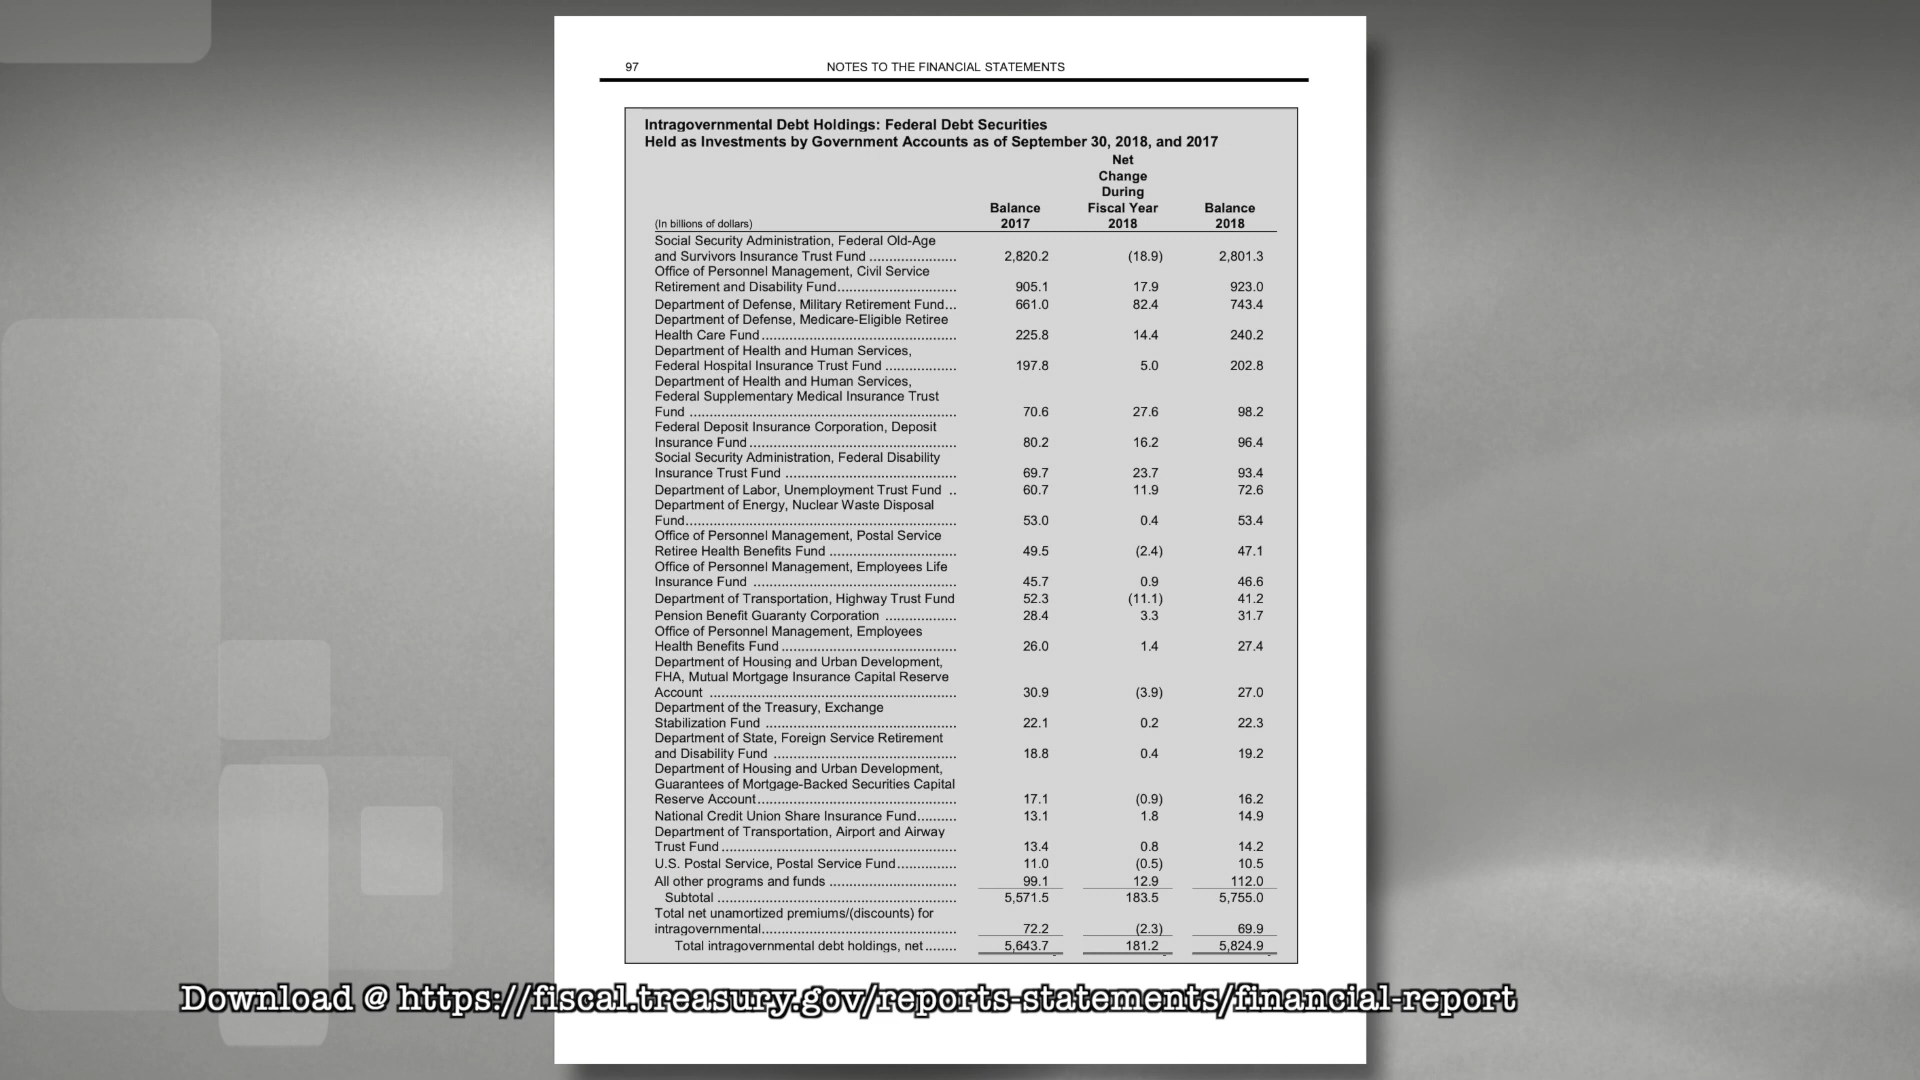 97 NOTES TO THE FINANCIAL STATEMENTS
Intragovernmental Debt Holdings: Federal Debt Securities
Held as Investments by Government Accounts as of September 30, 2018, and 2017
Net
Change
During
Balance Fiscal Year Balance
(In billions of dollars) 2017 2018 2018
Social Security Administration, Federal Old-Age
and Survivors Insurance Trust Fund ...................... 2,820.2 (18.9) 2,801.3
Office of Personnel Management, Civil Service
Retirement and Disability Fund.............................. 905.1 17.9 923.0
Department of Defense, Military Retirement Fund... 661.0 82.4 743.4
Department of Defense, Medicare-Eligible Retiree
Health Care Fund................................................ 225.8 14.4 240.2
Department of Health and Human Services,
Federal Hospital Insurance Trust Fund .................. 197.8 5.0 202.8
Department of Health and Human Services,
Federal Supplementary Medical Insurance Trust
Fund .................................................................. 70.6 27.6 98.2
Federal Deposit Insurance Corporation, Deposit
Insurance Fund................................................... 80.2 16.2 96.4
Social Security Administration, Federal Disability
Insurance Trust Fund .......................................... 69.7 23.7 93.4
Department of Labor, Unemployment Trust Fund .. 60.7 11.9 72.6
Department of Energy, Nuclear Waste Disposal
Fund................................................................... 53.0 0.4 53.4
Office of Personnel Management, Postal Service
Retiree Health Benefits Fund ............................... 49.5 (2.4) 47.1
Office of Personnel Management, Employees Life
Insurance Fund .................................................. 45.7 0.9 46.6
Department of Transportation, Highway Trust Fund 52.3 (11.1) 41.2
Pension Benefit Guaranty Corporation .................. 28.4 3.3 31.7
Office of Personnel Management, Employees
Health Benefits Fund........................................... 26.0 1.4 27.4
Department of Housing and Urban Development,
FHA, Mutual Mortgage Insurance Capital Reserve
Account ............................................................. 30.9 (3.9) 27.0
Department of the Treasury, Exchange
Stabilization Fund ............................................... 22.1 0.2 22.3
Department of State, Foreign Service Retirement
and Disability Fund ............................................. 18.8 0.4 19.2
Department of Housing and Urban Development,
Guarantees of Mortgage-Backed Securities Capital
Reserve Account................................................. 17.1 (0.9) 16.2
National Credit Union Share Insurance Fund.......... 13.1 1.8 14.9
Department of Transportation, Airport and Airway
Trust Fund.......................................................... 13.4 0.8 14.2
U.S. Postal Service, Postal Service Fund............... 11.0 (0.5) 10.5
All other programs and funds ............................... 99.1 12.9 112.0
Subtotal ........................................................... 5,571.5 183.5 5,755.0
Total net unamortized premiums/(discounts) for
intragovernmental................................................ 72.2 (2.3) 69.9
Total intragovernmental debt holdings, net........ 5,643.7 181.2 5,824.9
Download @ https://fiscal.treasury.gov/reports-statements/financial-report